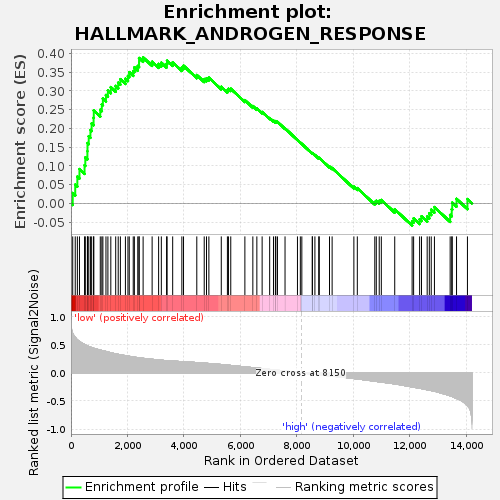 Enrichment plot:
HALLMARK_ANDROGEN_RESPONSE
Enrichment score (ES)
0.40
0.35
0.30
0.25
0.20
0.15
0.10
0.05
0.00
-0.05
Ranked list metric (Signal2Noise)
'low' (positively correlated)
1.0
0.5
0.0
-0.5
-1.0
Zero cross at 8150
'high' (negatively correlated)
0
2,000
4,000
6,000
8,000
10,000
12,000
14,000
Rank in Ordered Dataset
Enrichment profile
Hits
Ranking metric scores